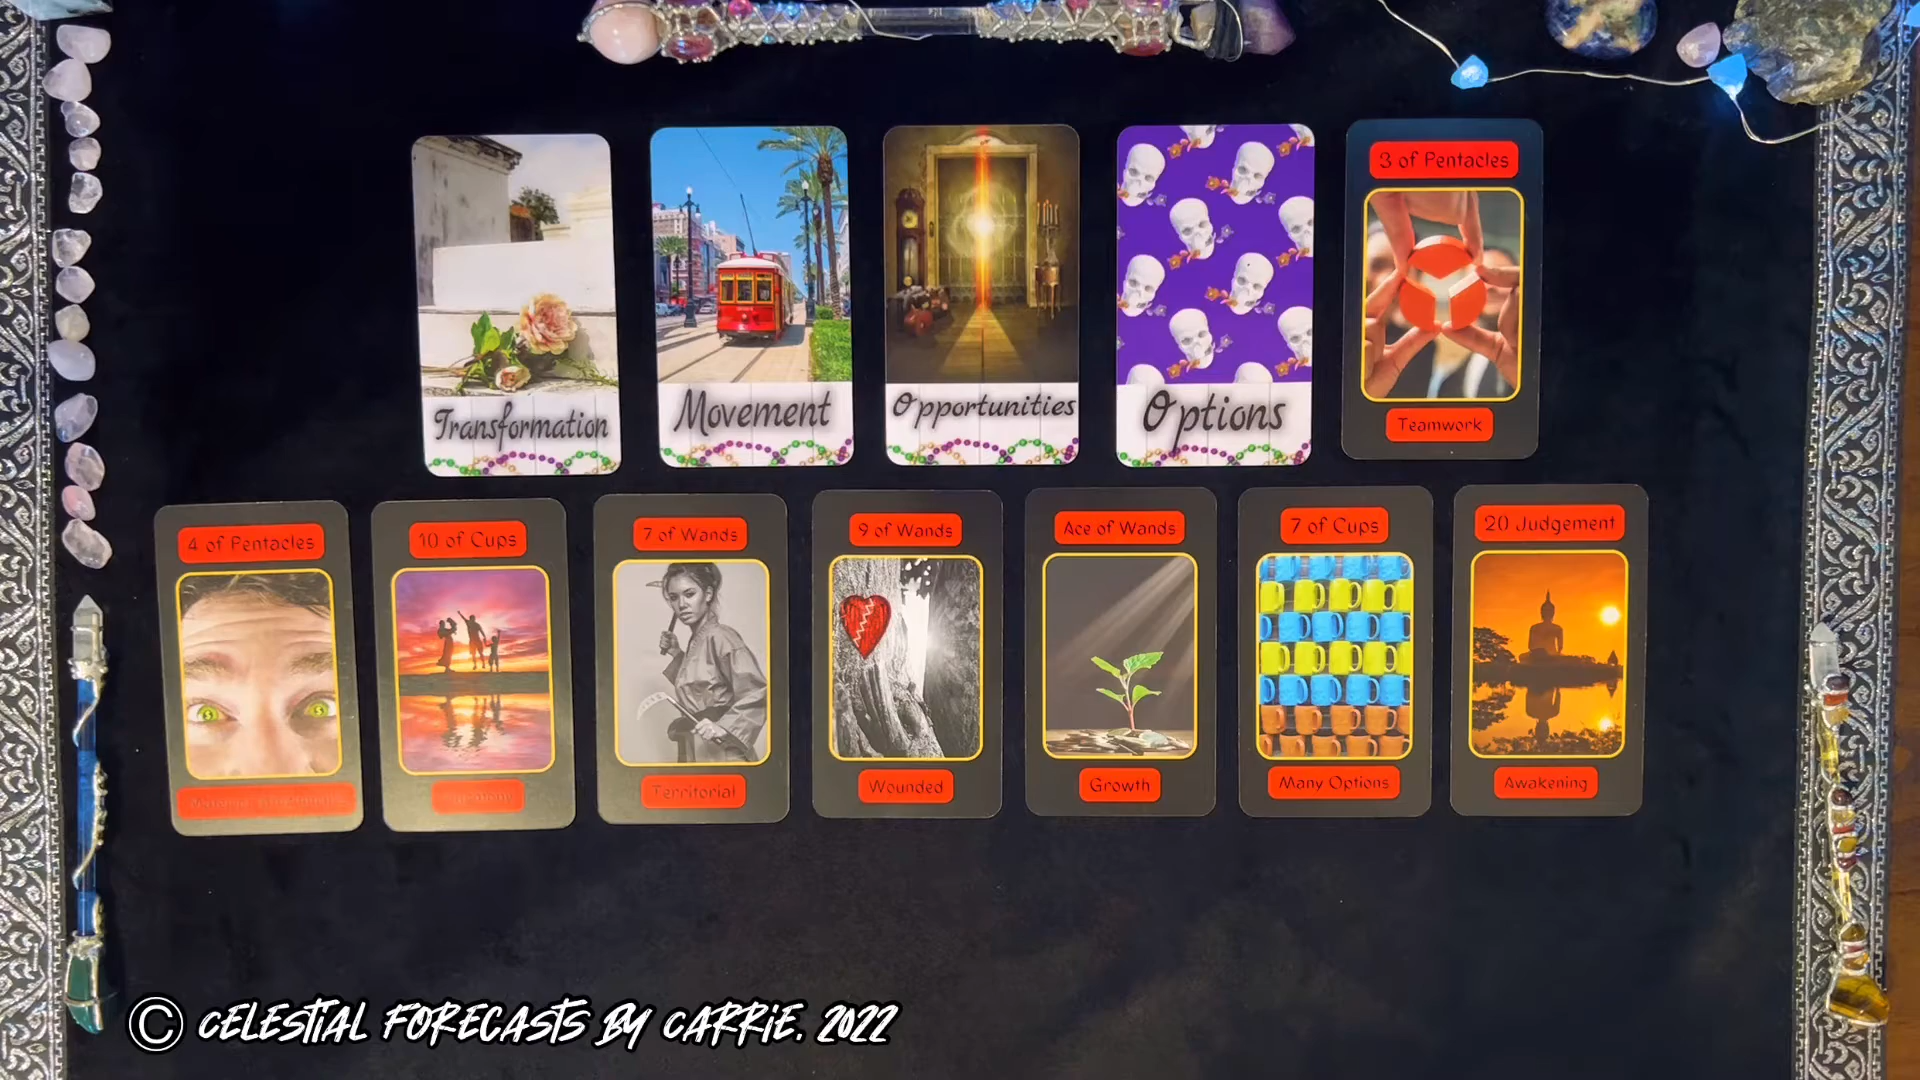 Transformation
Movement
Opportunities
Options
3 of Pentacles
Teamwork
4 of Pentacles
10 of Cups
7 of Wands
Territorial
9 of Wands
Wounded
Ace of Wands
Growth
7 of Cups
Many Options
20 Judgement
Awakening
© CELESTIAL FORECASTS BY CARRIE. 2022